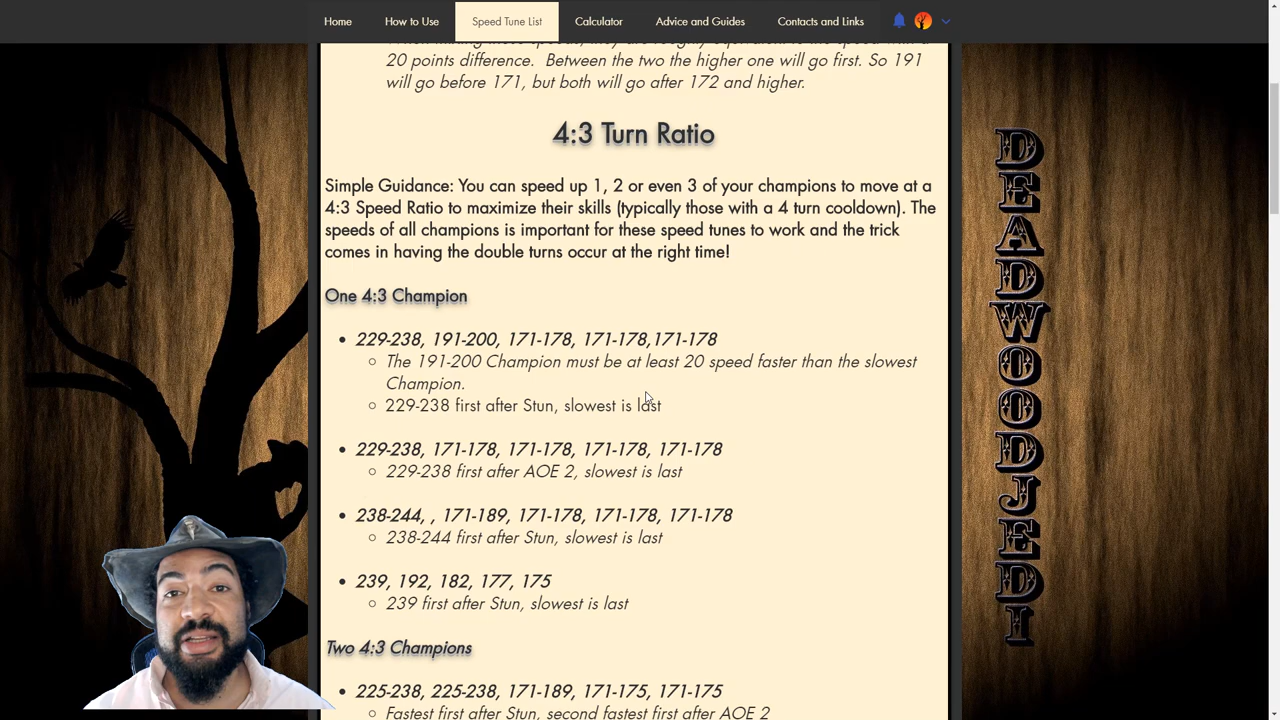 Home How to Use Speed Tune List Calculator Advice and Guides Contacts and Links
20 points difference. Between the two the higher one will go first. So 191
will go before 171, but both will go after 172 and higher.
4:3 Turn Ratio
Simple Guidance: You can speed up 1, 2 or even 3 of your champions to move at a
4:3 Speed Ratio to maximize their skills (typically those with a 4 turn cooldown). The
speeds of all champions is important for these speed tunes to work and the trick
comes in having the double turns occur at the right time!
One 4:3 Champion
• 229-238, 191-200, 171-178, 171-178,171-178
○ The 191-200 Champion must be at least 20 speed faster than the slowest
Champion.
○ 229-238 first after Stun, slowest is last
• 229-238, 171-178, 171-178, 171-178, 171-178
○ 229-238 first after AOE 2, slowest is last
• 238-244, , 171-189, 171-178, 171-178, 171-178
○ 238-244 first after Stun, slowest is last
• 239, 192, 182, 177, 175
○ 239 first after Stun, slowest is last
Two 4:3 Champions
• 225-238, 225-238, 171-189, 171-175, 171-175
○ Fastest first after Stun, second fastest first after AOE 2
DEADWOODJEDI